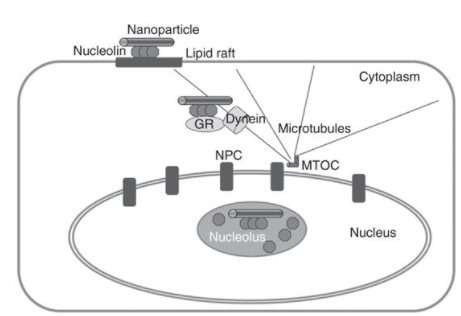 Nanoparticle
Nucleolin
Lipid raft
Cytoplasm
GR
Dynein
Microtubules
NPC
MTOC
Nucleolus
Nucleus